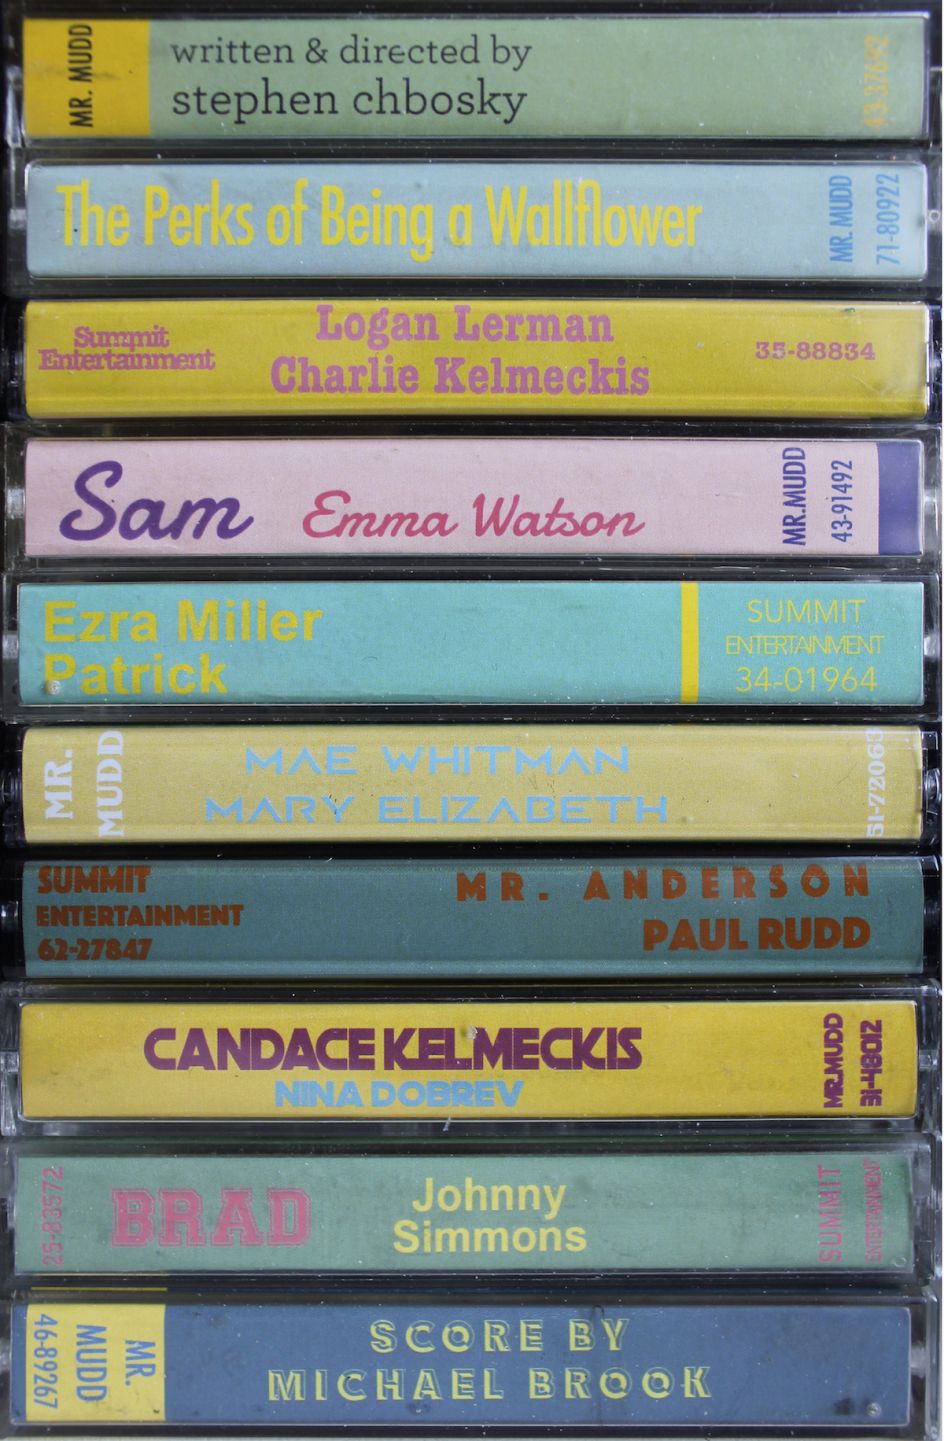 MR. MUDD
written & directed by
stephen chbosky
43-37692
The Perks of Being a Wallflower
MR. MUDD
71-80922
Summit
Entertainment
Logan Lerman
Charlie Kelmeckis
35-88834
Sam
Emma Watson
MR.MUDD
43-91492
Ezra Miller
Patrick
SUMMIT
ENTERTAINMENT
34-01964
MR.
MUDD
MAE WHITMAN
MARY ELIZABETH
51-72063
SUMMIT
ENTERTAINMENT
62-27847
MR. ANDERSON
PAUL RUDD
CANDACE KELMECKIS
NINA DOBREV
MR.MUDD
31-48012
25-83572
BRAD
Johnny
Simmons
SUMMIT
ENTERTAINMENT
MR.
MUDD
46-89267
SCORE BY
MICHAEL BROOK